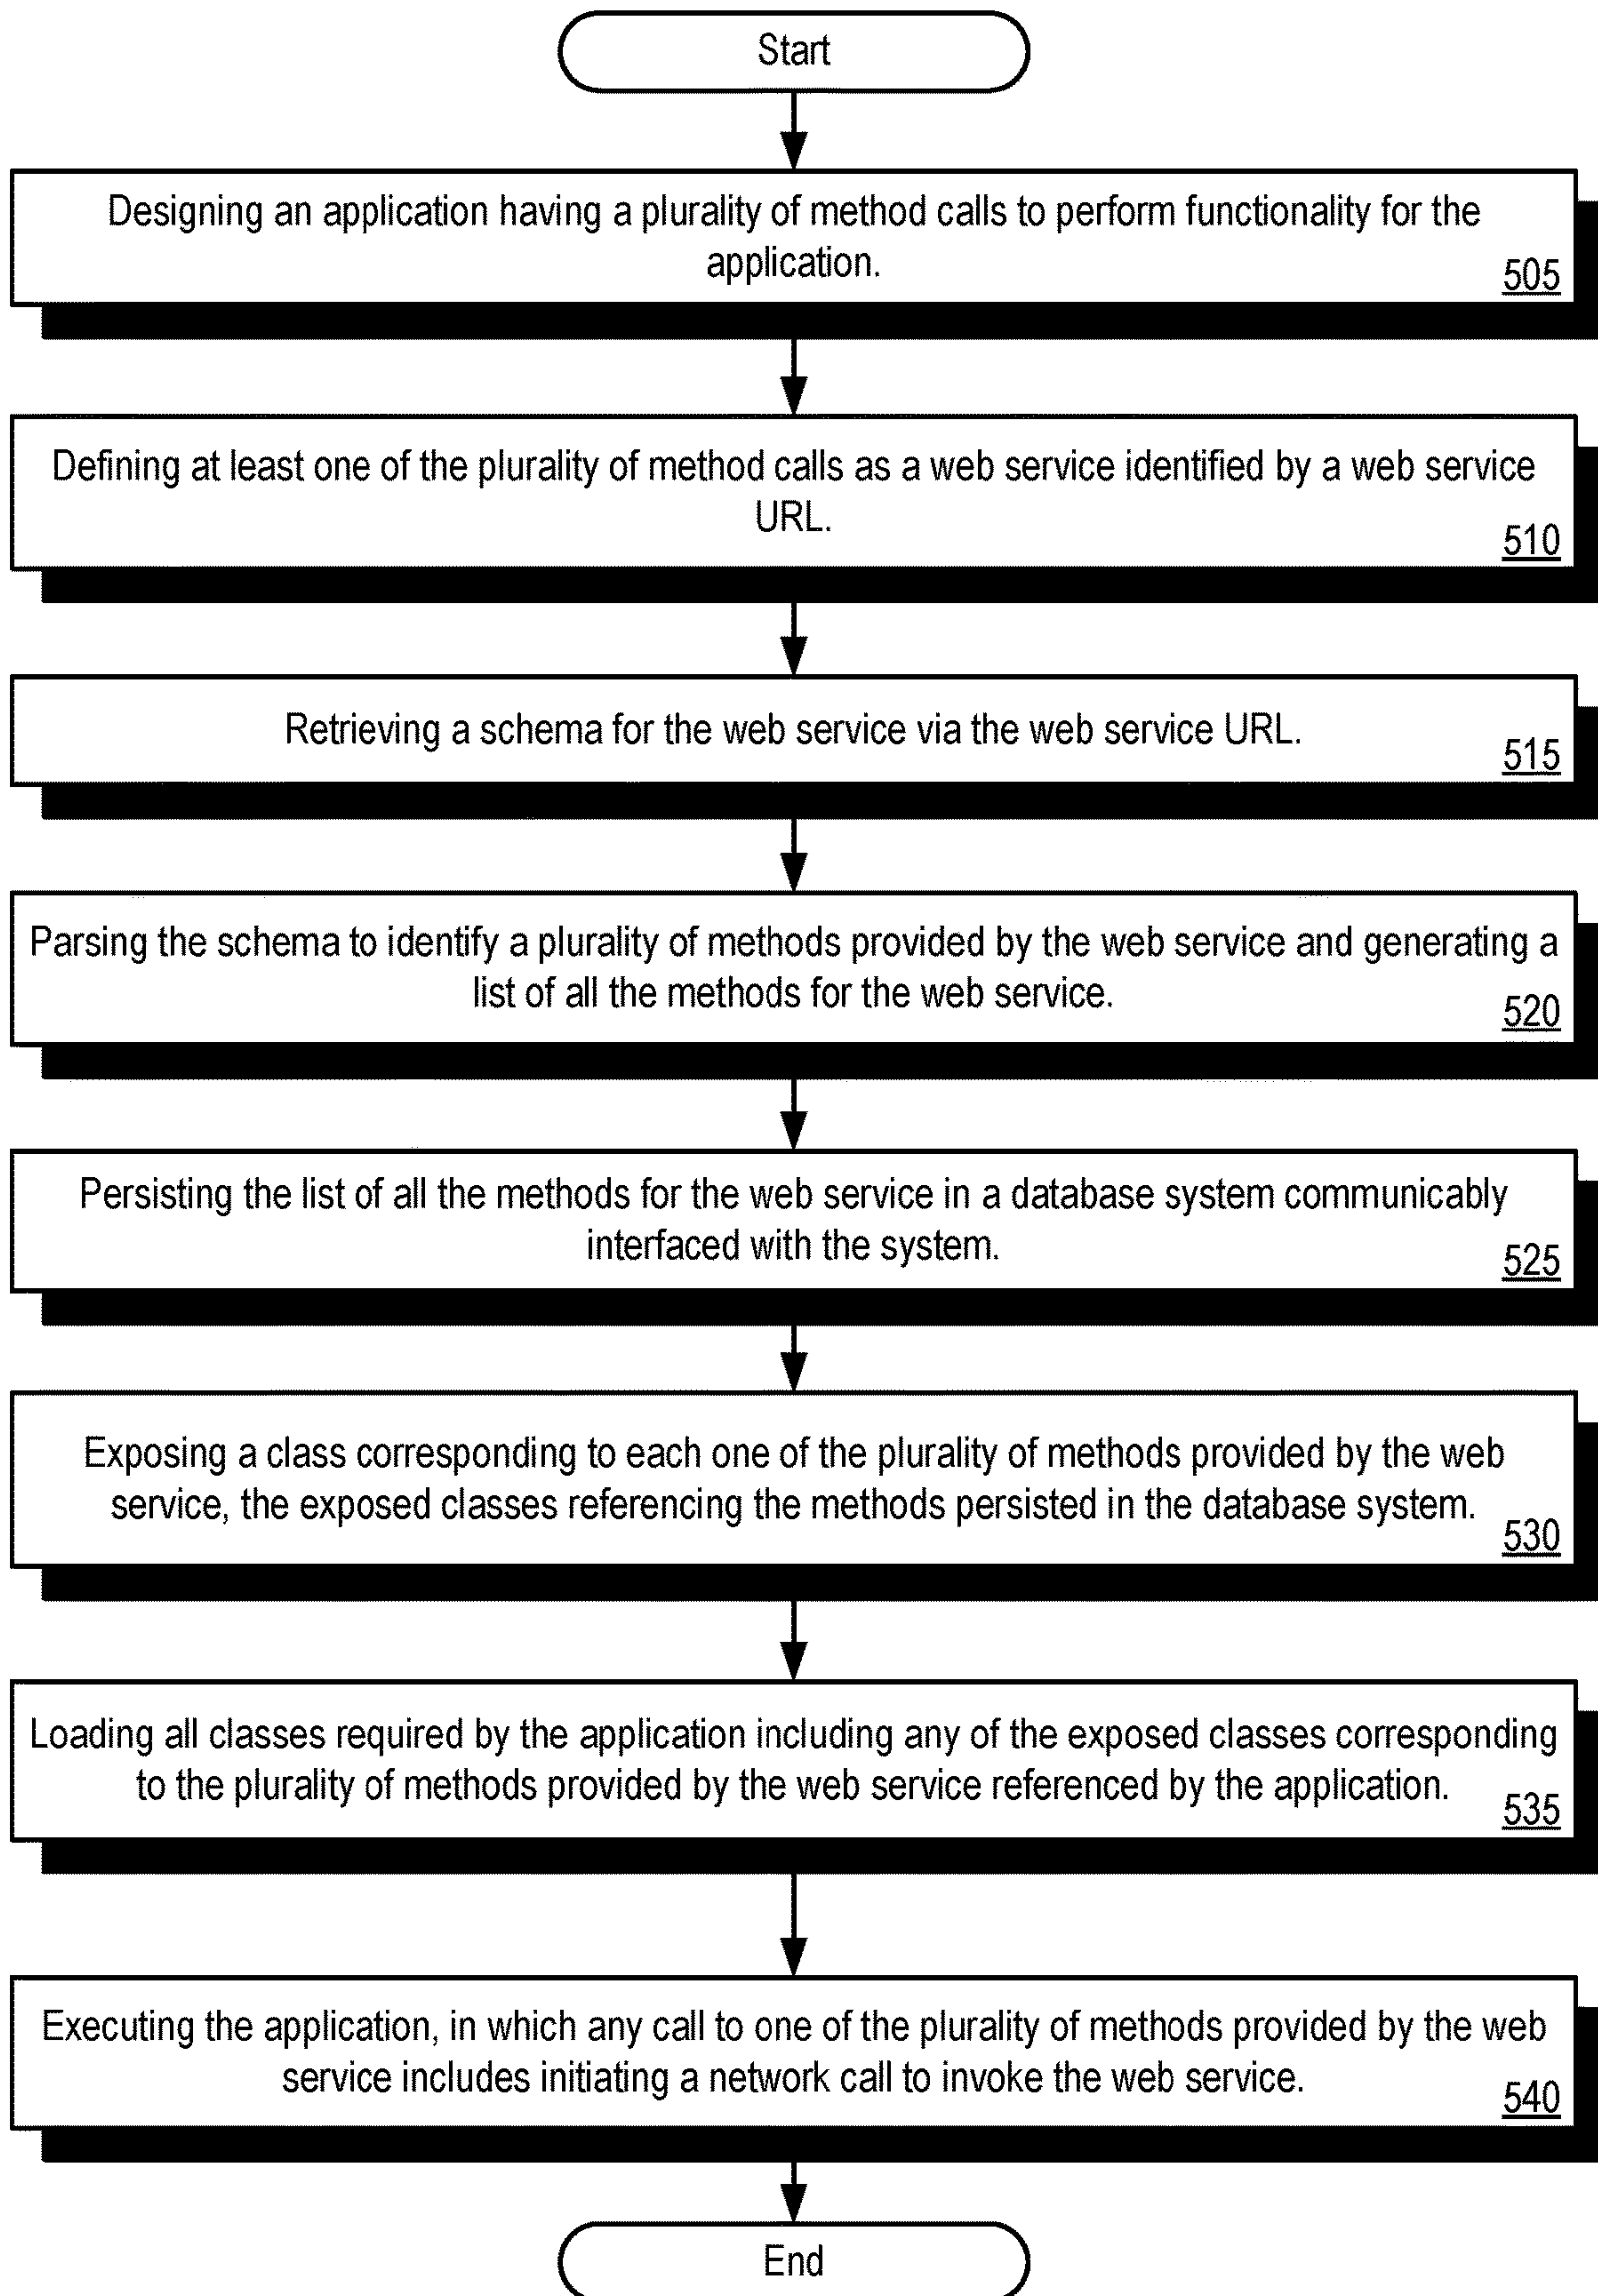 Start
Designing an application having a plurality of method calls to perform functionality for the
application.
505
Defining at least one of the plurality of method calls as a web service identified by a web service
URL.
510
Retrieving a schema for the web service via the web service URL.
515
Parsing the schema to identify a plurality of methods provided by the web service and generating a
list of all the methods for the web service.
520
Persisting the list of all the methods for the web service in a database system communicably
interfaced with the system.
525
Exposing a class corresponding to each one of the plurality of methods provided by the web
service, the exposed classes referencing the methods persisted in the database system.
530
Loading all classes required by the application including any of the exposed classes corresponding
to the plurality of methods provided by the web service referenced by the application.
535
Executing the application, in which any call to one of the plurality of methods provided by the web
service includes initiating a network call to invoke the web service.
540
End